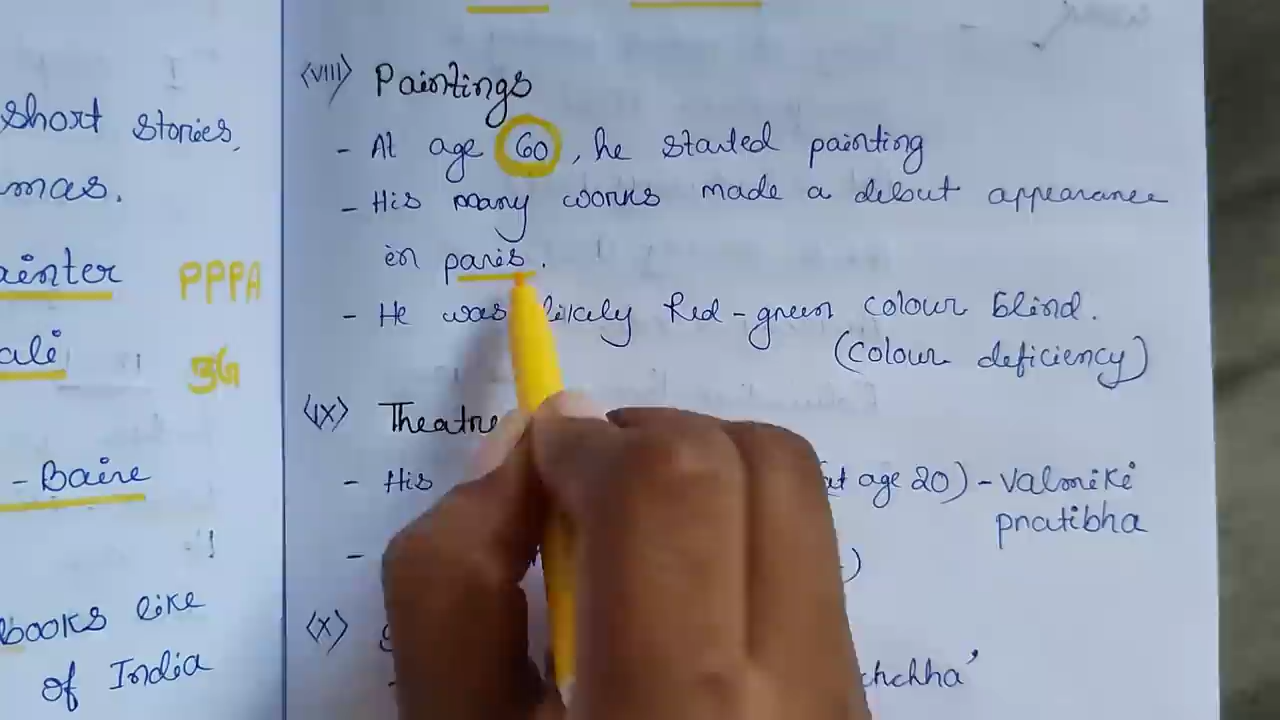 short stories,
mas.
ainter PPPA
ali 3G
- Baire
books like
of India
<VIII> Paintings
- At age 60, he started painting
- His many works made a debut appearance
in paris.
- He was likely Red-green colour blind.
(colour deficiency)
<IX> Theatre
- His at age 20) - valmiki
pratibha
-
)
<X>
chchha'